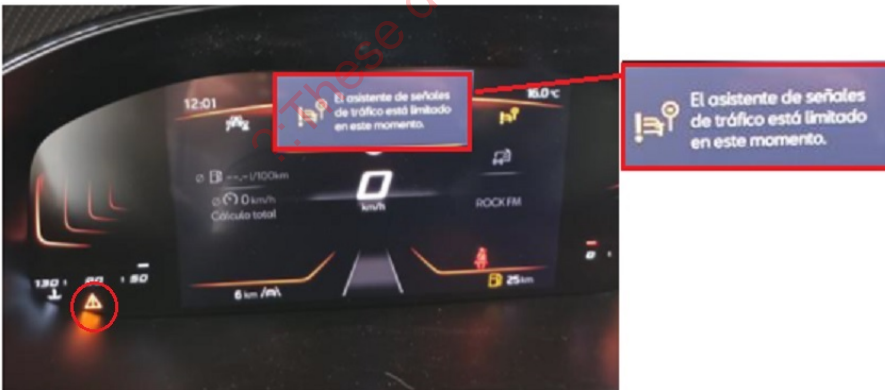 12:01
El asistente de señales
de tráfico está limitado
en este momento.
16.0°C
Ø --.- l/100km
Ø 0 km/h
Cálculo total
0
km/h
ROCK FM
130
90
50
6 km /m\
25 km
0
El asistente de señales
de tráfico está limitado
en este momento.